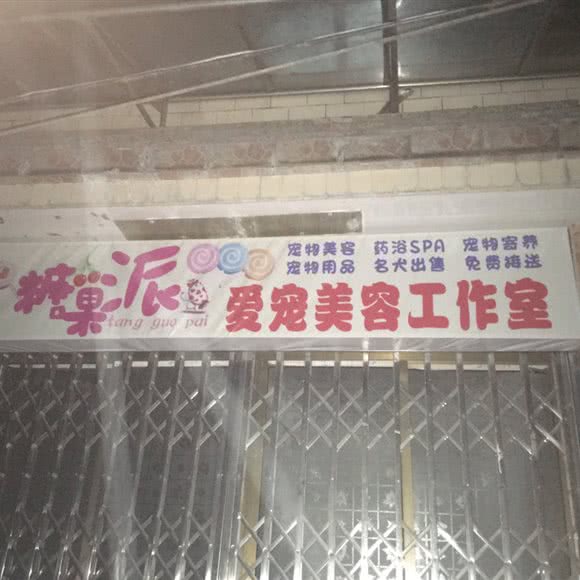 糖果派
tang guo pai
宠物美容 药浴SPA 宠物寄养
宠物用品 名犬出售 免费接送
爱宠美容工作室